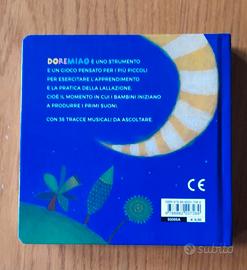 DOREMIAO È UNO STRUMENTO
E UN GIOCO PENSATO PER I PIÙ PICCOLI
PER ESERCITARE L'APPRENDIMENTO
E LA PRATICA DELLA LALLAZIONE.
CIOÈ IL MOMENTO IN CUI I BAMBINI INIZIANO
A PRODURRE I PRIMI SUONI.
CON 36 TRACCE MUSICALI DA ASCOLTARE.
CE
subito